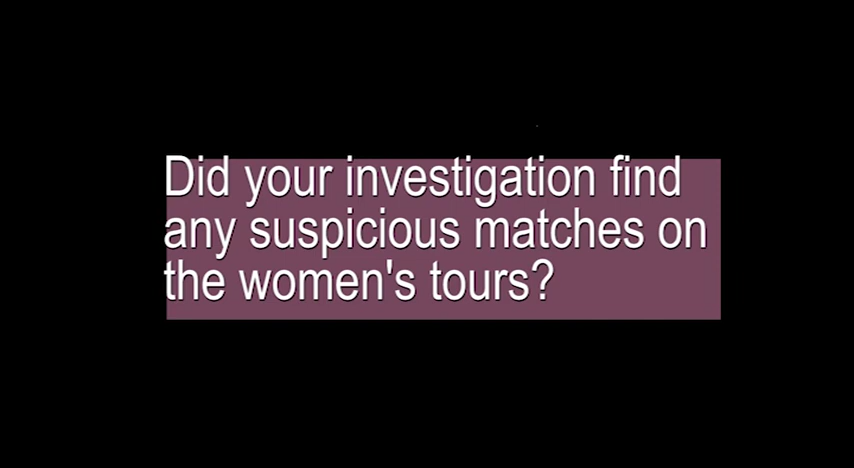 Did your investigation find
any suspicious matches on
the women's tours?